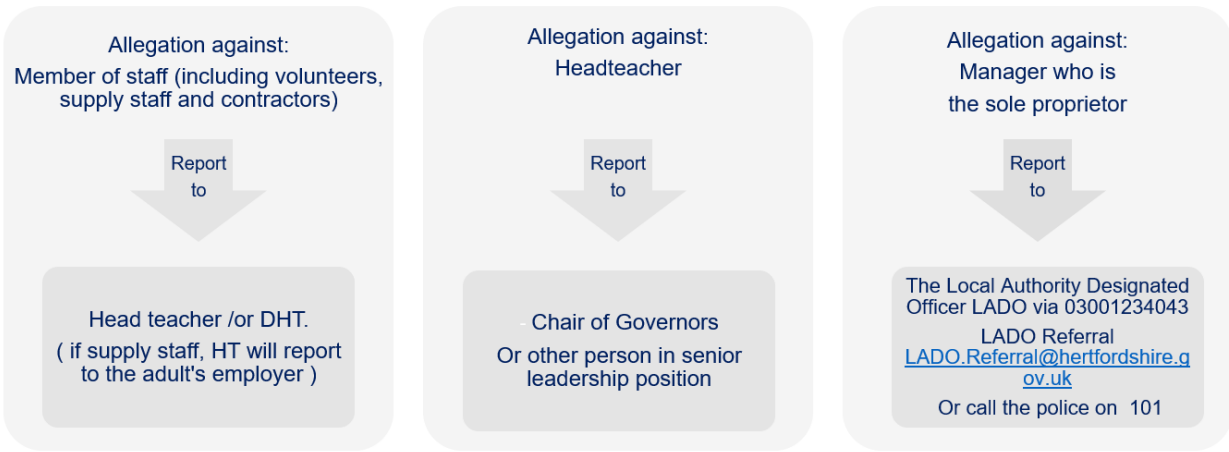 Allegation against:
Member of staff (including volunteers,
supply staff and contractors)
Report
to
Head teacher /or DHT.
( if supply staff, HT will report
to the adult's employer )
Allegation against:
Headteacher
Report
to
- Chair of Governors
Or other person in senior
leadership position
Allegation against:
Manager who is
the sole proprietor
Report
to
The Local Authority Designated
Officer LADO via 03001234043
LADO Referral
LADO.Referral@hertfordshire.g
ov.uk
Or call the police on 101